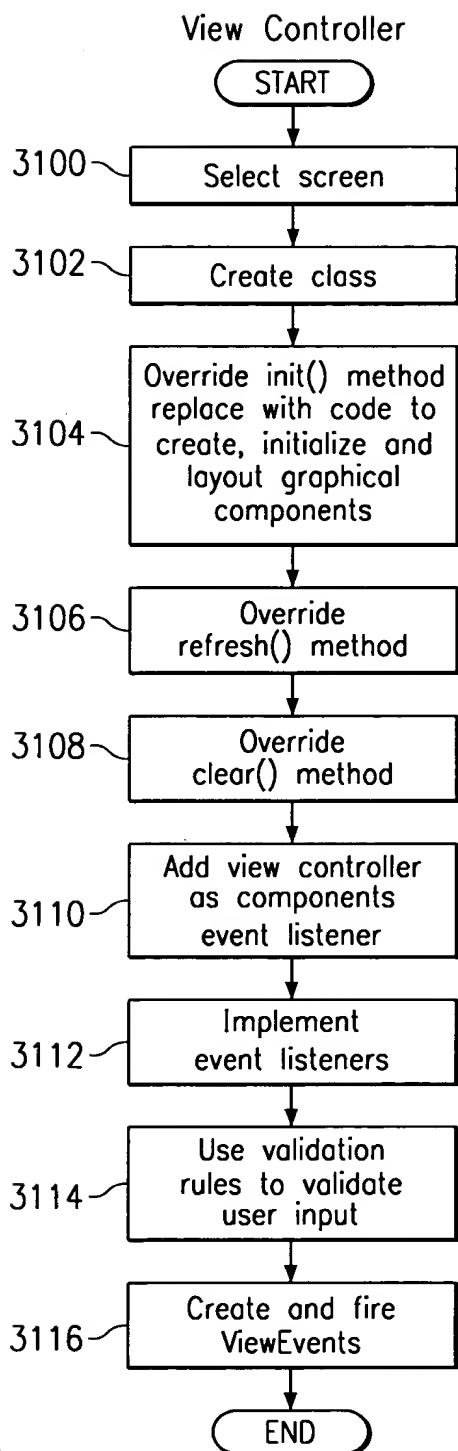 View Controller
START
3100
Select screen
3102
Create class
3104
Override init() method
replace with code to
create, initialize and
layout graphical
components
3106
Override
refresh() method
3108
Override
clear() method
3110
Add view controller
as components
event listener
3112
Implement
event listeners
3114
Use validation
rules to validate
user input
3116
Create and fire
ViewEvents
END